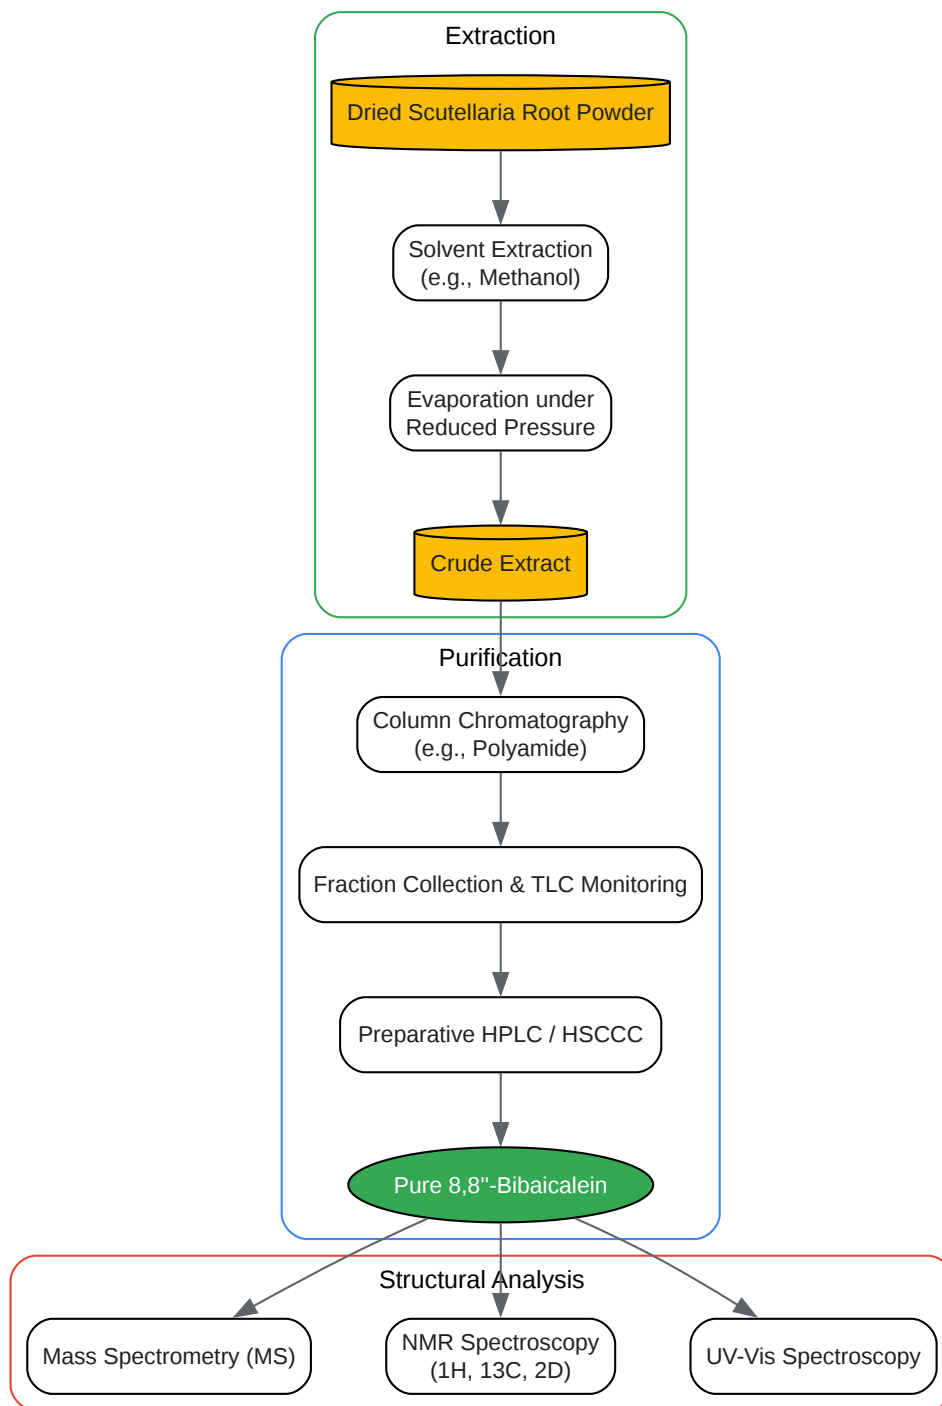 Extraction
Dried Scutellaria Root Powder
Solvent Extraction
(e.g., Methanol)
Evaporation under
Reduced Pressure
Crude Extract
Purification
Column Chromatography
(e.g., Polyamide)
Fraction Collection & TLC Monitoring
Preparative HPLC / HSCCC
Pure 8,8''-Bibaicalein
Structural Analysis
Mass Spectrometry (MS)
NMR Spectroscopy
(1H, 13C, 2D)
UV-Vis Spectroscopy